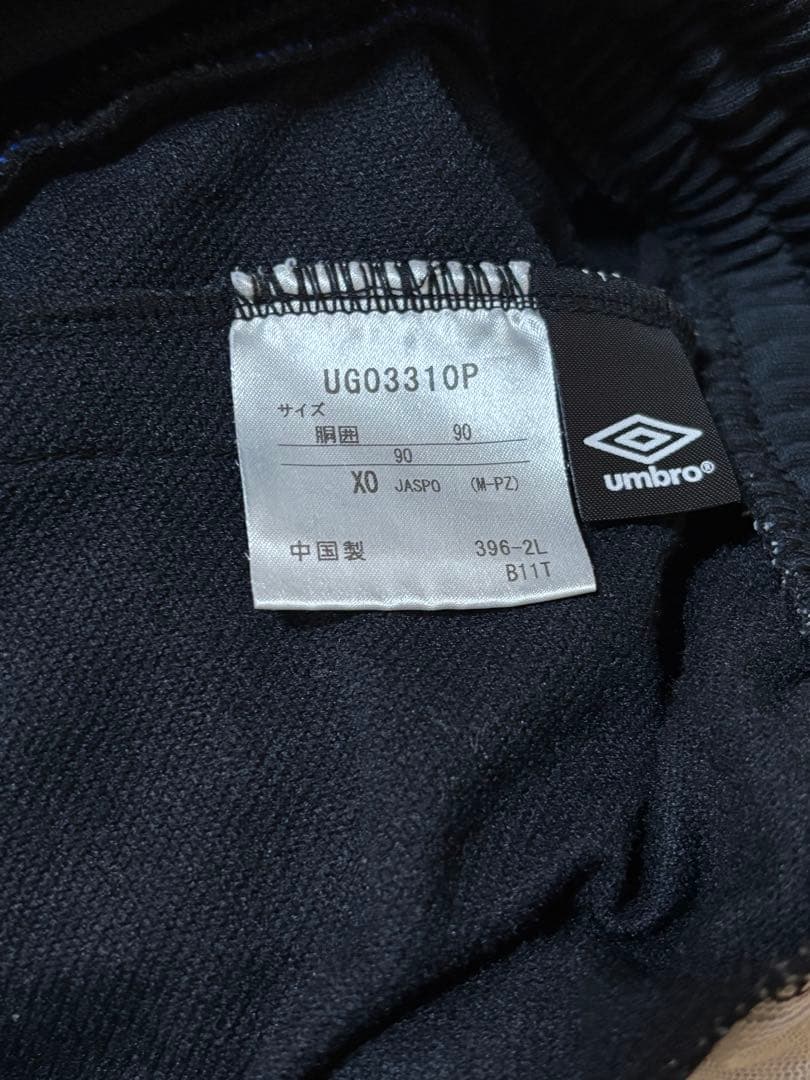 UG03310P
サイズ
胴囲 90
90
XO JASPO (M-PZ)
中国製 396-2L
B11T
umbro®